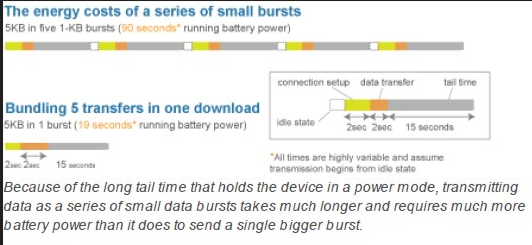 The energy costs of a series of small bursts
5KB in five 1-KB bursts (90 seconds* running battery power)
connection setup data transfer tail time
idle state
2sec 2sec 15 seconds
Bundling 5 transfers in one download
5KB in 1 burst (19 seconds* running battery power)
2sec 2sec 15 seconds
*All times are highly variable and assume
transmission begins from idle state
Because of the long tail time that holds the device in a power mode, transmitting
data as a series of small data bursts takes much longer and requires much more
battery power than it does to send a single bigger burst.